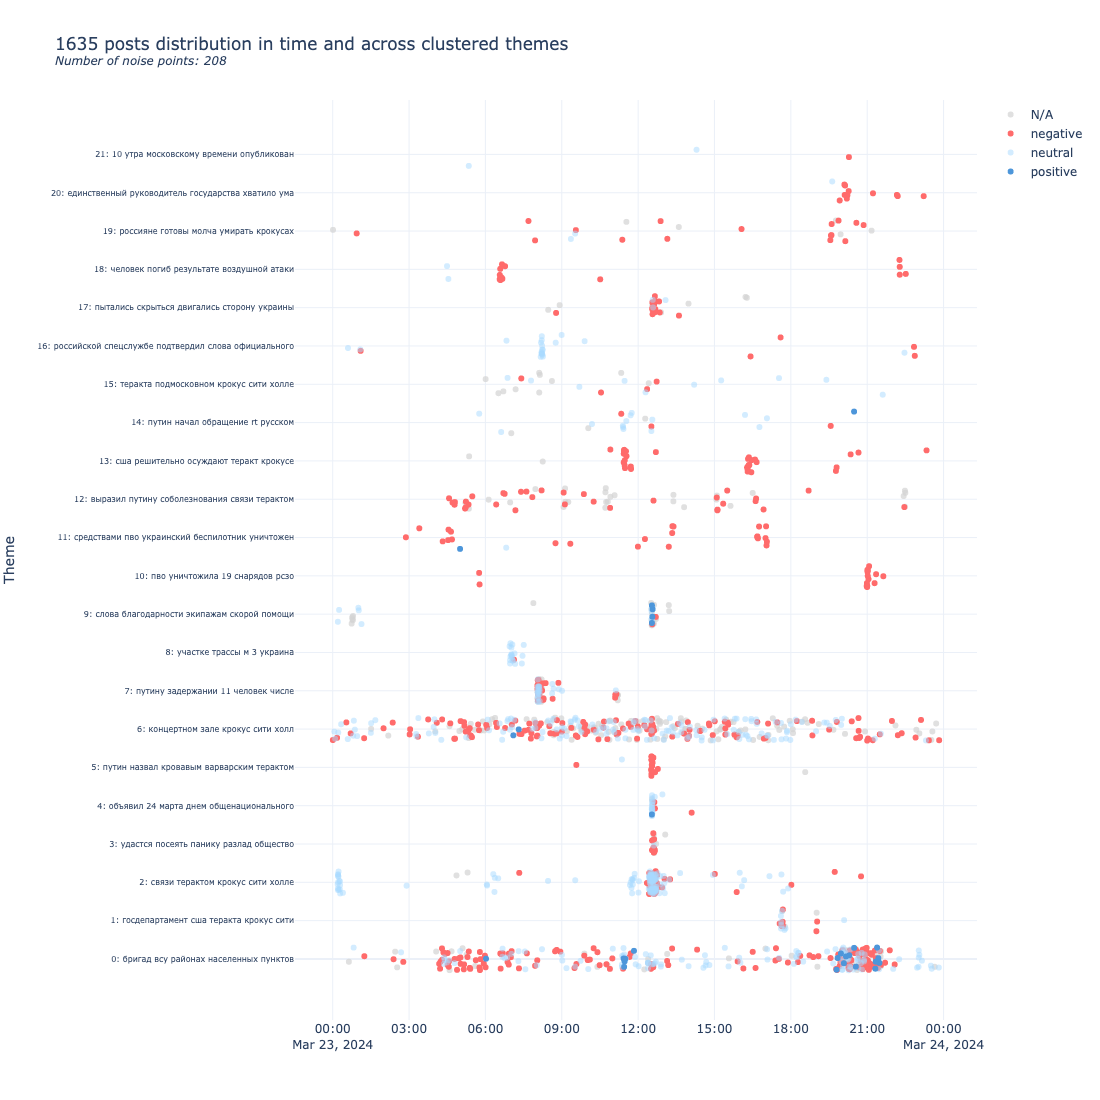 1635 posts distribution in time and across clustered themes
Number of noise points: 208
N/A
negative
neutral
positive
21: 10 утра московскому времени опубликован
20: единственный руководитель государства хватило ума
19: россияне готовы молча умирать крокусах
18: человек погиб результате воздушной атаки
17: пытались скрыться двигались сторону украины
16: российской спецслужбе подтвердил слова официального
15: теракта подмосковном крокус сити холле
14: путин начал обращение rt русском
13: сша решительно осуждают теракт крокусе
12: выразил путину соболезнования связи терактом
11: средствами пво украинский беспилотник уничтожен
10: пво уничтожила 19 снарядов рсзо
9: слова благодарности экипажам скорой помощи
8: участке трассы м 3 украина
7: путину задержании 11 человек числе
6: концертном зале крокус сити холл
5: путин назвал кровавым варварским терактом
4: объявил 24 марта днем общенационального
3: удастся посеять панику разлад общество
2: связи терактом крокус сити холле
1: госдепартамент сша теракта крокус сити
0: бригад всу районах населенных пунктов
Theme
00:00 03:00 06:00 09:00 12:00 15:00 18:00 21:00 00:00
Mar 23, 2024 Mar 24, 2024